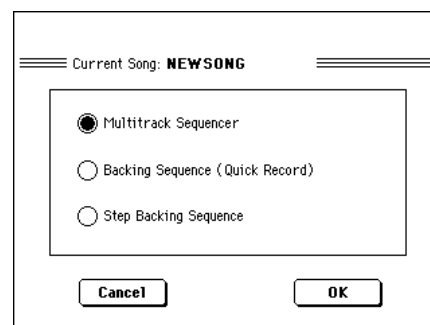 Current Song: NEWSONG
Multitrack Sequencer
Backing Sequence (Quick Record)
Step Backing Sequence
Cancel OK